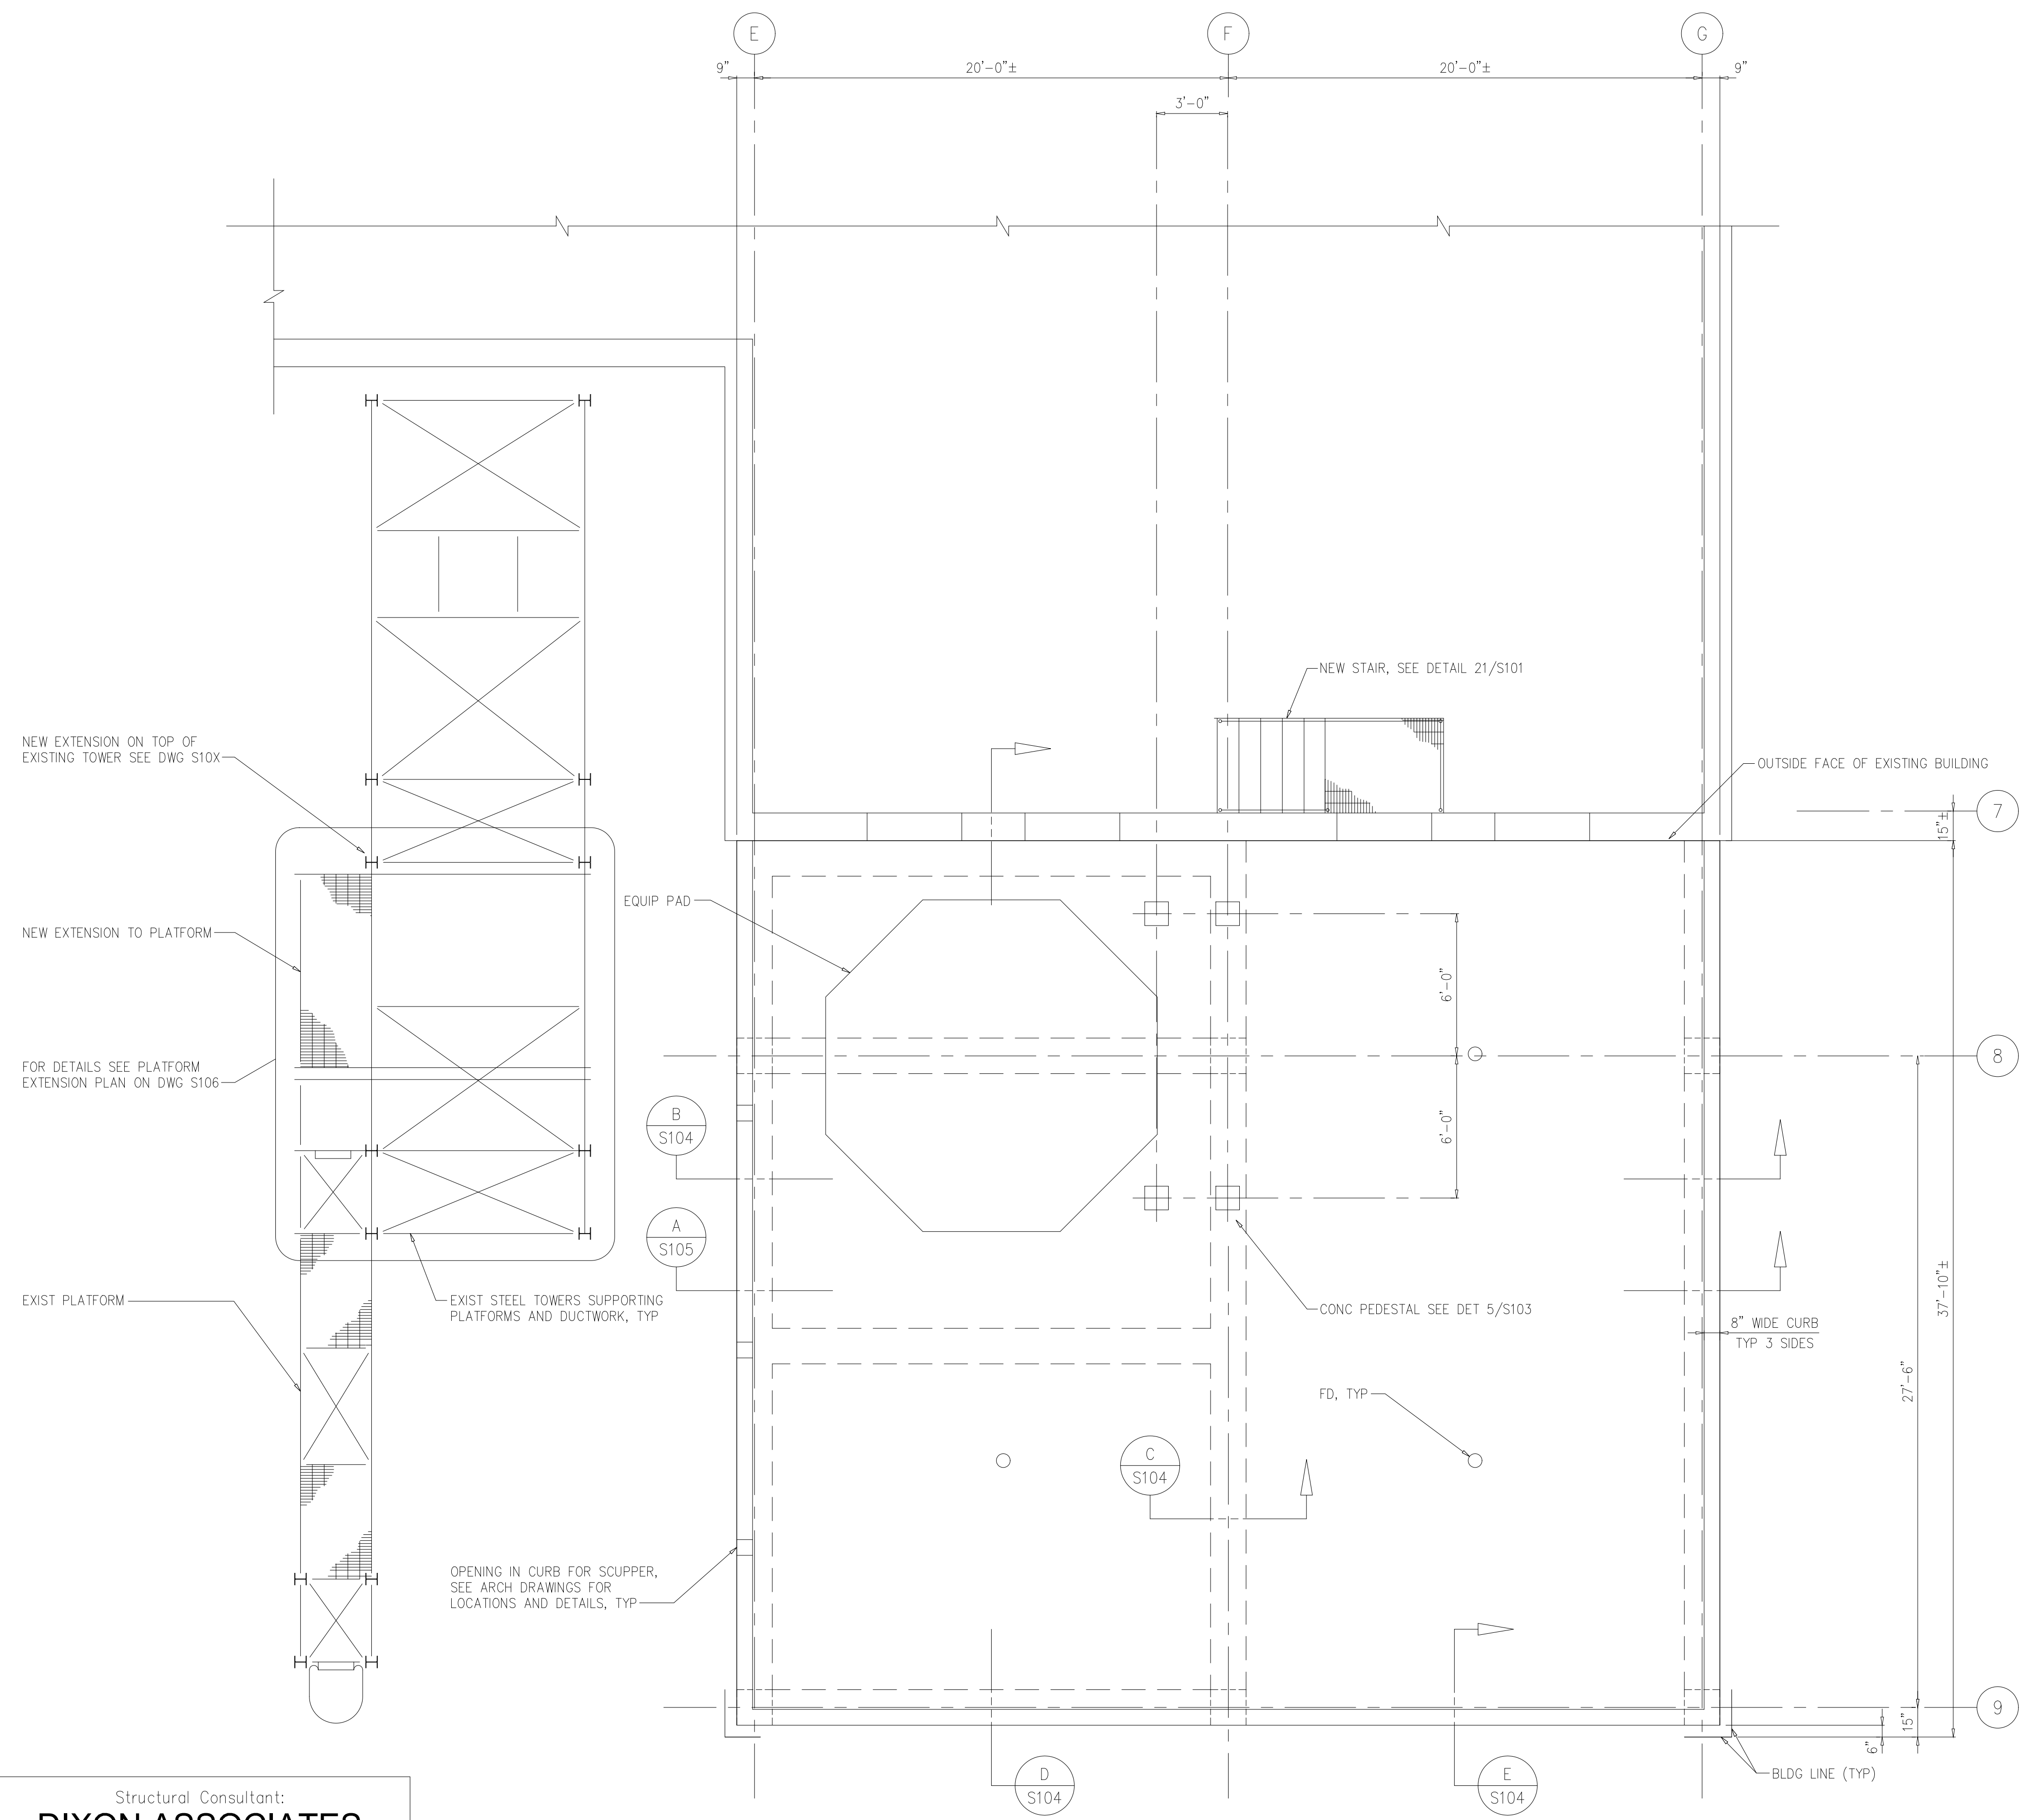 E
F
G
9"
20'-0"±
20'-0"±
9"
3'-0"
NEW STAIR, SEE DETAIL 21/S101
NEW EXTENSION ON TOP OF
EXISTING TOWER SEE DWG S10X
OUTSIDE FACE OF EXISTING BUILDING
7
15"±
EQUIP PAD
NEW EXTENSION TO PLATFORM
6'-0"
8
FOR DETAILS SEE PLATFORM
EXTENSION PLAN ON DWG S106
B
S104
6'-0"
A
S105
EXIST PLATFORM
EXIST STEEL TOWERS SUPPORTING
PLATFORMS AND DUCTWORK, TYP
CONC PEDESTAL SEE DET 5/S103
37'-10"±
8" WIDE CURB
TYP 3 SIDES
27'-6"
FD, TYP
C
S104
OPENING IN CURB FOR SCUPPER,
SEE ARCH DRAWINGS FOR
LOCATIONS AND DETAILS, TYP
9
15"
6"
BLDG LINE (TYP)
D
S104
E
S104
Structural Consultant:
DIXON ASSOCIATES